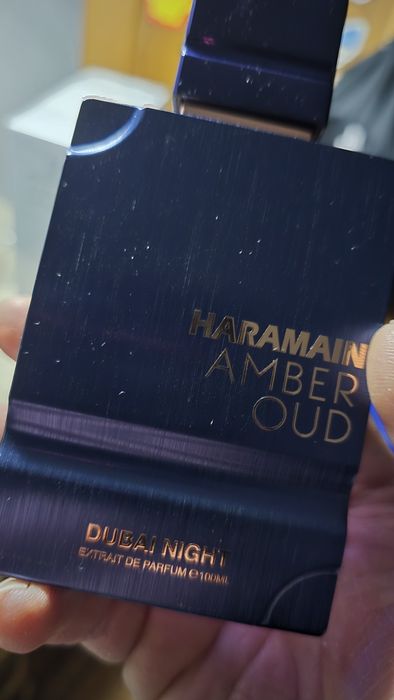 HARAMAIN
AMBER
OUD
DUBAI NIGHT
EXTRAIT DE PARFUM ℮100ML